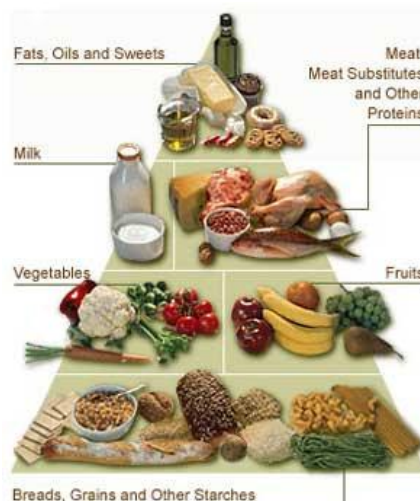 Fats, Oils and Sweets
Meat
Meat Substitutes
and Other
Proteins
Milk
Vegetables
Fruits
Breads, Grains and Other Starches